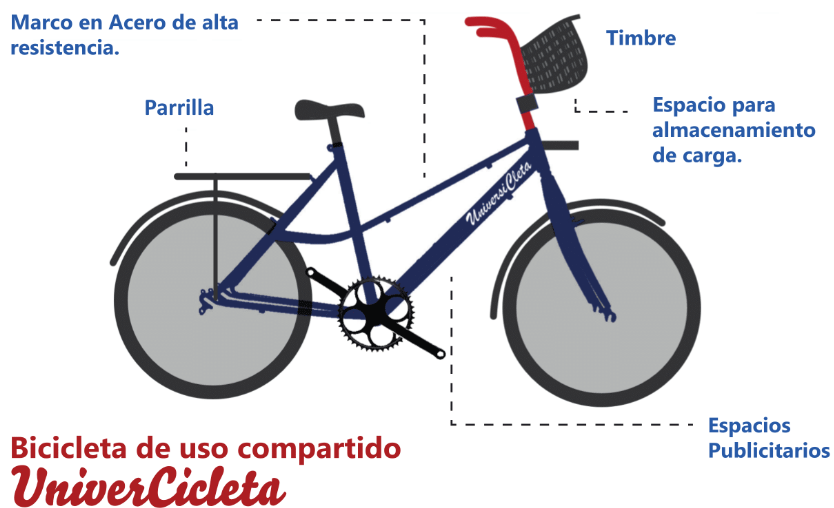 Marco en Acero de alta
resistencia.
Timbre
Parrilla
Espacio para
almacenamiento
de carga.
UniversiCleta
Espacios
Publicitarios
Bicicleta de uso compartido
UniverCicleta